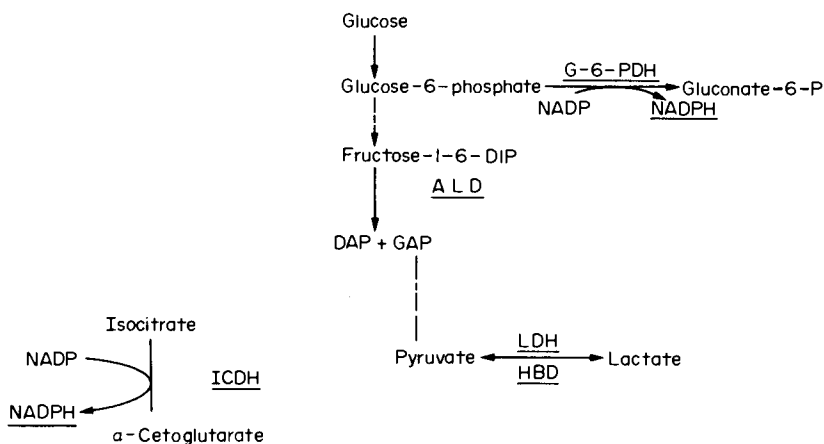 Glucose
G-6-PDH
Glucose-6-phosphate
Gluconate-6-P
NADP
NADPH
Fructose-1-6-DIP
ALD
DAP + GAP
Isocitrate
NADP
ICDH
NADPH
α-Cetoglutarate
LDH
Pyruvate
Lactate
HBD